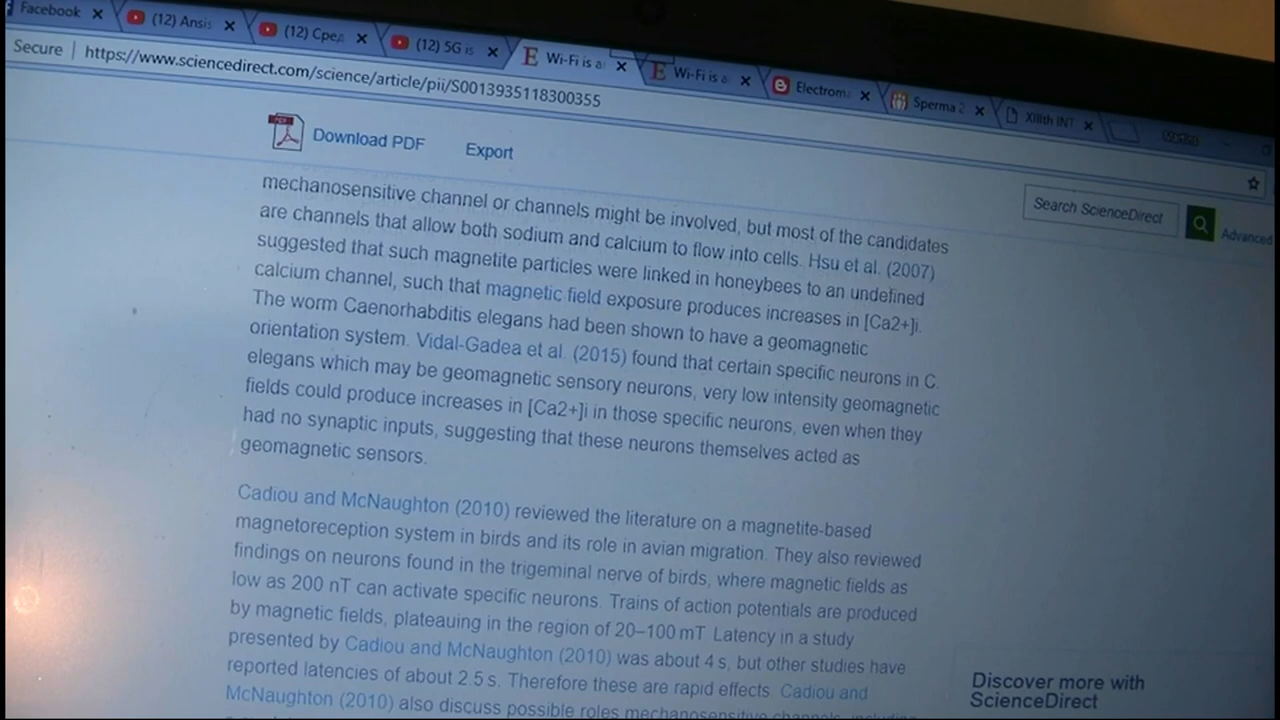 Facebook
(12) Ansis
(12) Сред
(12) 5G is
Wi-Fi is a
Wi-Fi is a
Electroma
Sperma 2
XIIIth INT
Secure | https://www.sciencedirect.com/science/article/pii/S0013935118300355
Download PDF
Export
Search ScienceDirect
Advanced
mechanosensitive channel or channels might be involved, but most of the candidates
are channels that allow both sodium and calcium to flow into cells. Hsu et al. (2007)
suggested that such magnetite particles were linked in honeybees to an undefined
calcium channel, such that magnetic field exposure produces increases in [Ca2+]i.
The worm Caenorhabditis elegans had been shown to have a geomagnetic
orientation system. Vidal-Gadea et al. (2015) found that certain specific neurons in C.
elegans which may be geomagnetic sensory neurons, very low intensity geomagnetic
fields could produce increases in [Ca2+]i in those specific neurons, even when they
had no synaptic inputs, suggesting that these neurons themselves acted as
geomagnetic sensors.
Cadiou and McNaughton (2010) reviewed the literature on a magnetite-based
magnetoreception system in birds and its role in avian migration. They also reviewed
findings on neurons found in the trigeminal nerve of birds, where magnetic fields as
low as 200 nT can activate specific neurons. Trains of action potentials are produced
by magnetic fields, plateauing in the region of 20–100 mT Latency in a study
presented by Cadiou and McNaughton (2010) was about 4 s, but other studies have
reported latencies of about 2.5 s. Therefore these are rapid effects. Cadiou and
McNaughton (2010) also discuss possible roles mechanosensitive channels, including
Discover more with
ScienceDirect